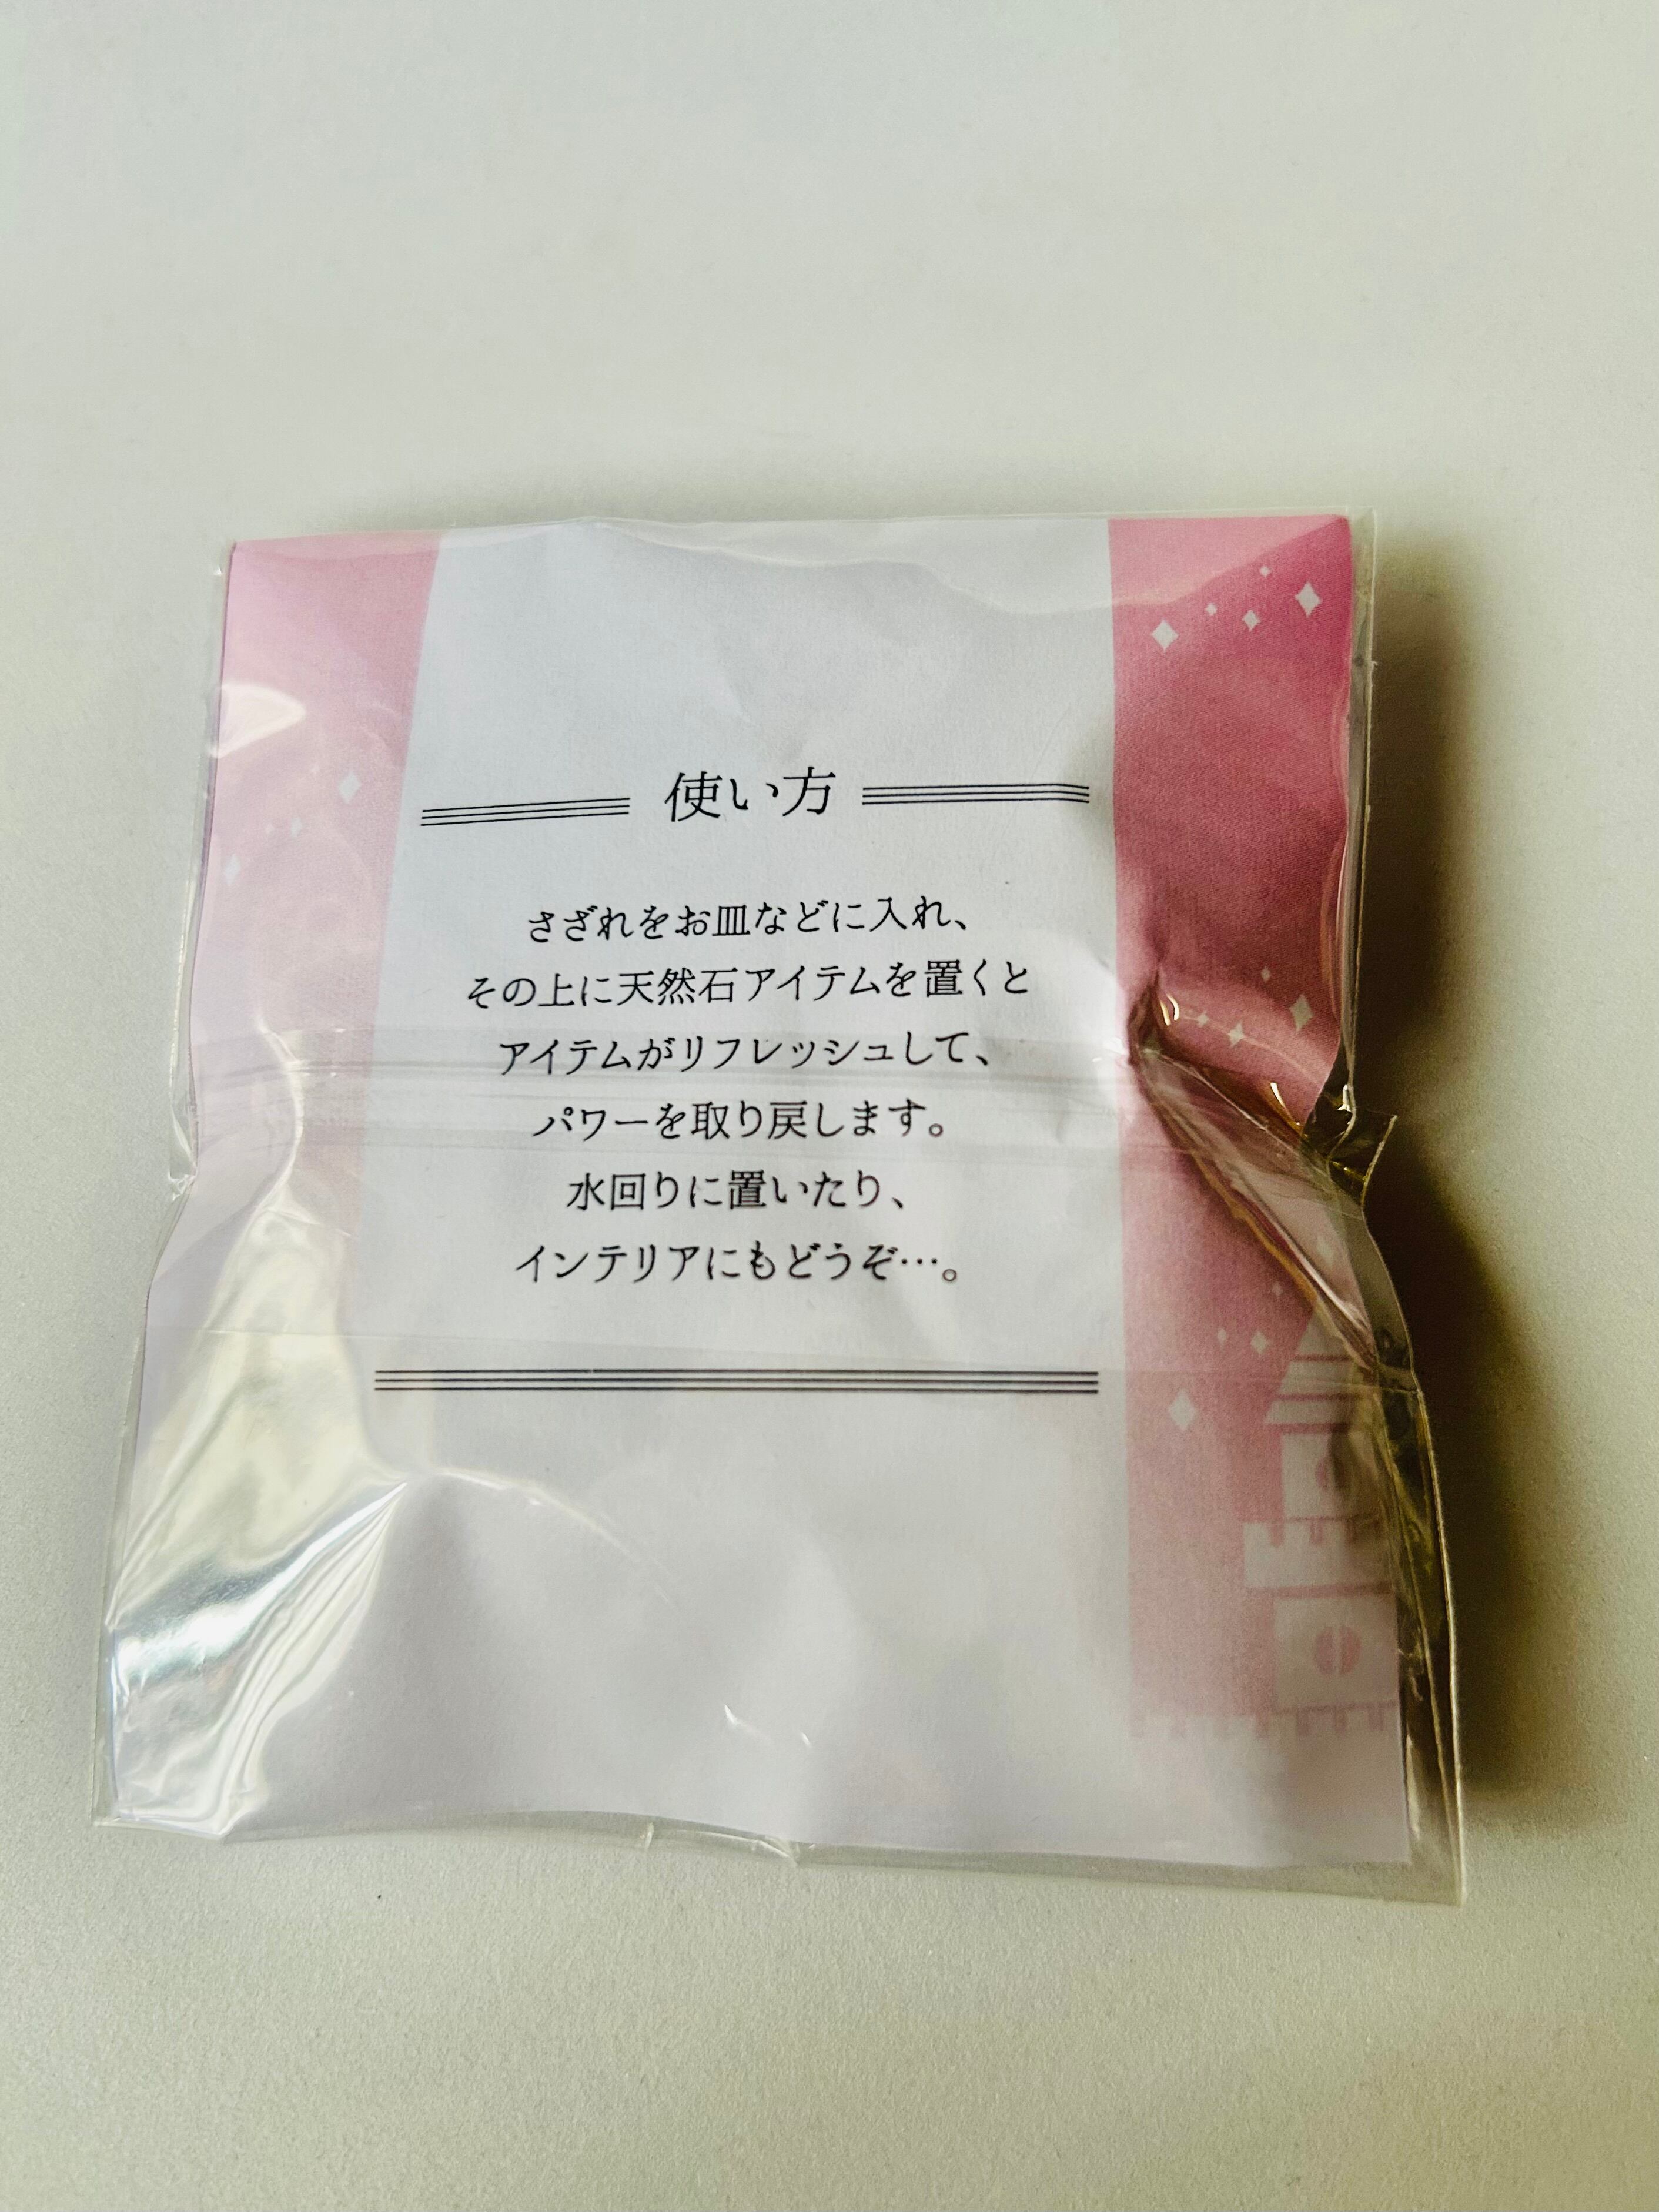 使い方
さざれをお皿などに入れ、
その上に天然石アイテムを置くと
アイテムがリフレッシュして、
パワーを取り戻します。
水回りに置いたり、
インテリアにもどうぞ…。